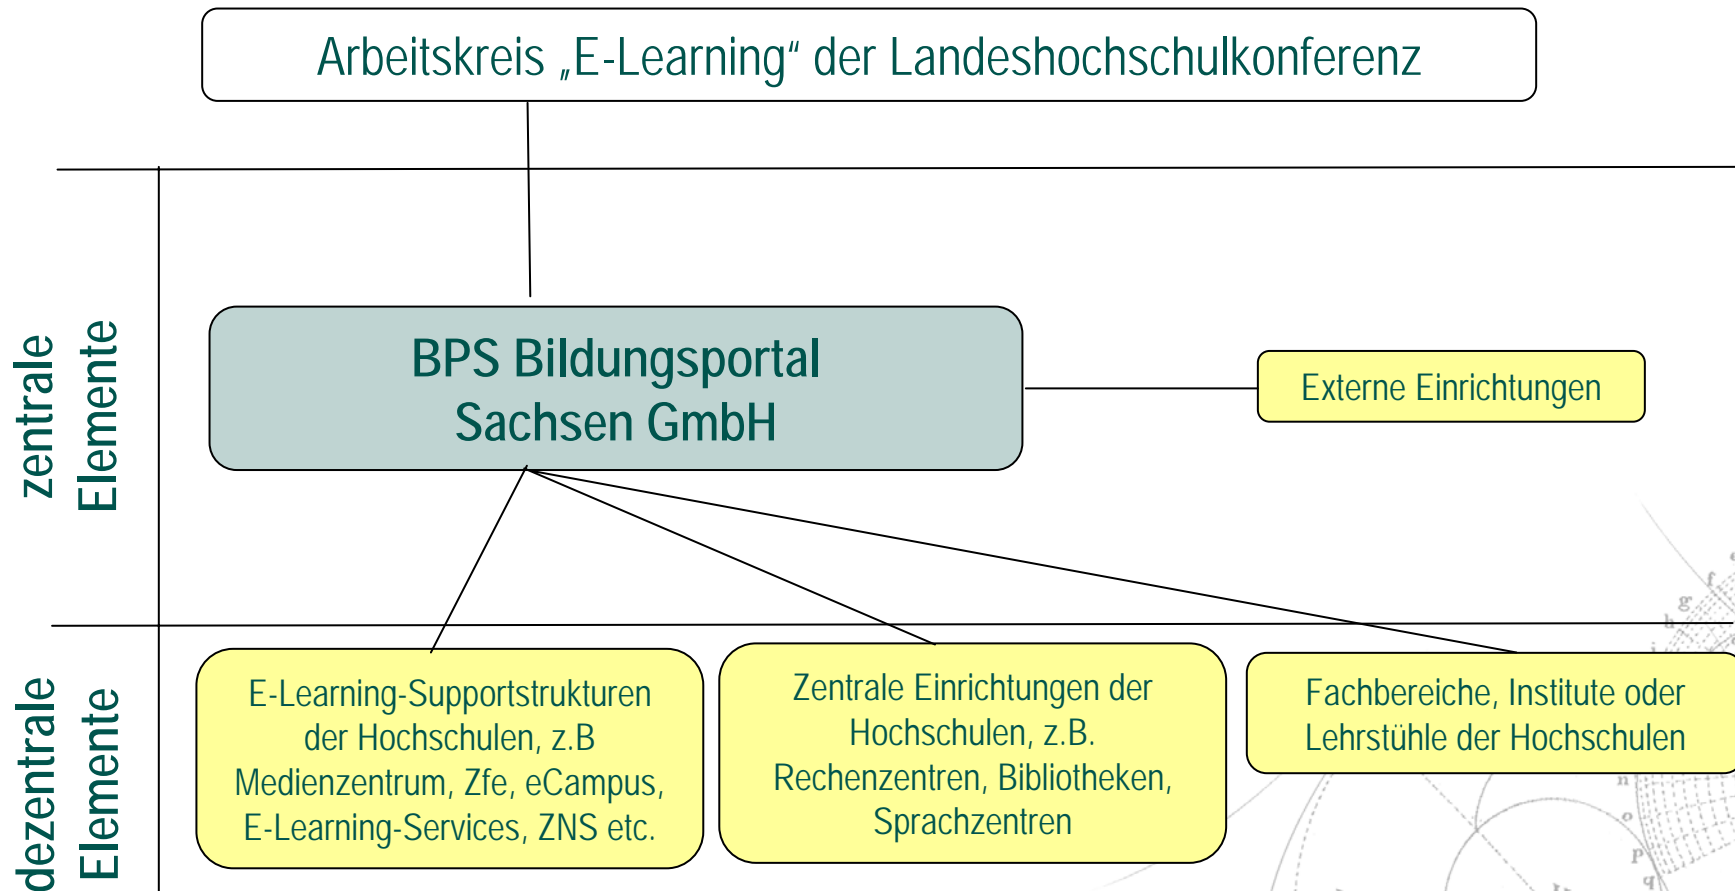 Arbeitskreis „E-Learning“ der Landeshochschulkonferenz
zentrale
Elemente
BPS Bildungsportal
Sachsen GmbH
Externe Einrichtungen
dezentrale
Elemente
E-Learning-Supportstrukturen
der Hochschulen, z.B
Medienzentrum, Zfe, eCampus,
E-Learning-Services, ZNS etc.
Zentrale Einrichtungen der
Hochschulen, z.B.
Rechenzentren, Bibliotheken,
Sprachzentren
Fachbereiche, Institute oder
Lehrstühle der Hochschulen
f
g
h
n
o
p
q